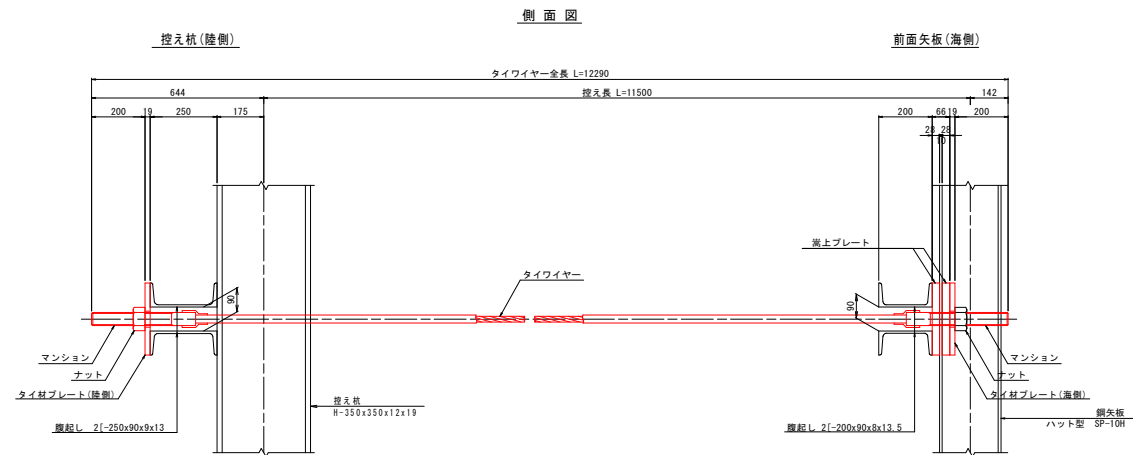 側面図
控え杭(陸側)
前面矢板(海側)
タイワイヤー全長 L=12290
644
控え長 L=11500
142
200
19
250
175
200
66
19
200
28
28
10
嵩上プレート
タイワイヤー
90
90
マンション
ナット
タイ材プレート(陸側)
マンション
ナット
タイ材プレート(海側)
控え杭
H-350x350x12x19
腹起し 2[-250x90x9x13
腹起し 2[-200x90x8x13.5
鋼矢板
ハット型 SP-10H